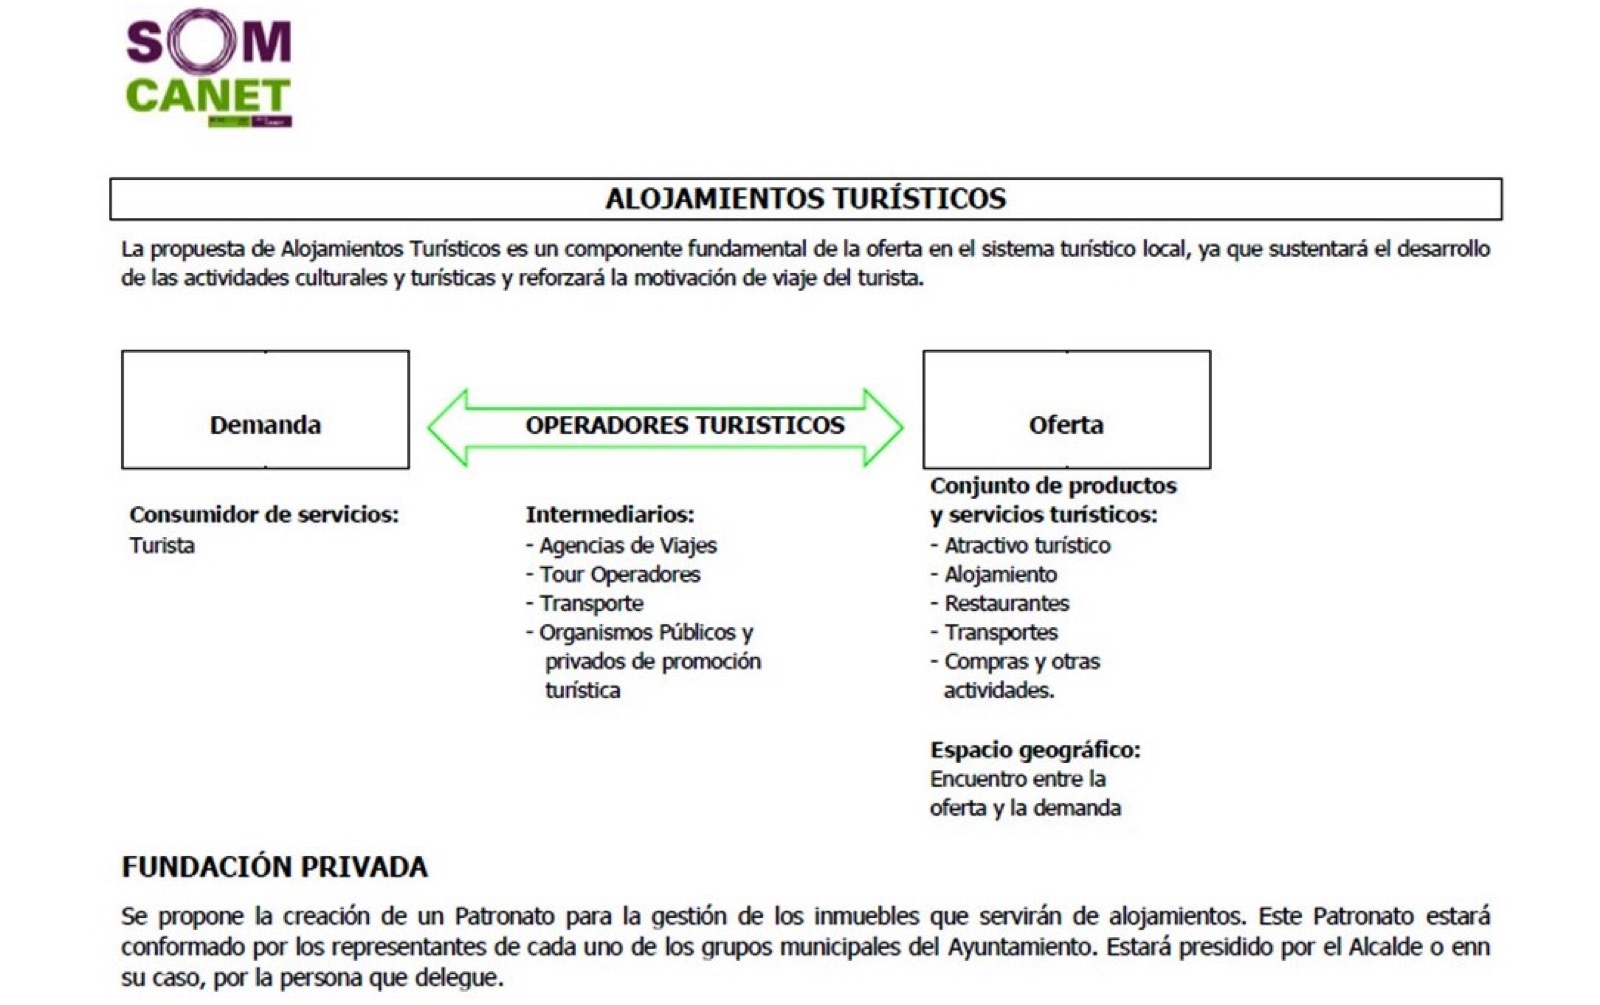 SOM
CANET
ALOJAMIENTOS TURÍSTICOS
La propuesta de Alojamientos Turísticos es un componente fundamental de la oferta en el sistema turístico local, ya que sustentará el desarrollo
de las actividades culturales y turísticas y reforzará la motivación de viaje del turista.
Demanda
OPERADORES TURISTICOS
Oferta
Consumidor de servicios:
Turista
Intermediarios:
- Agencias de Viajes
- Tour Operadores
- Transporte
- Organismos Públicos y
privados de promoción
turística
Conjunto de productos
y servicios turísticos:
- Atractivo turístico
- Alojamiento
- Restaurantes
- Transportes
- Compras y otras
actividades.
Espacio geográfico:
Encuentro entre la
oferta y la demanda
FUNDACIÓN PRIVADA
Se propone la creación de un Patronato para la gestión de los inmuebles que servirán de alojamientos. Este Patronato estará
conformado por los representantes de cada uno de los grupos municipales del Ayuntamiento. Estará presidido por el Alcalde o enn
su caso, por la persona que delegue.